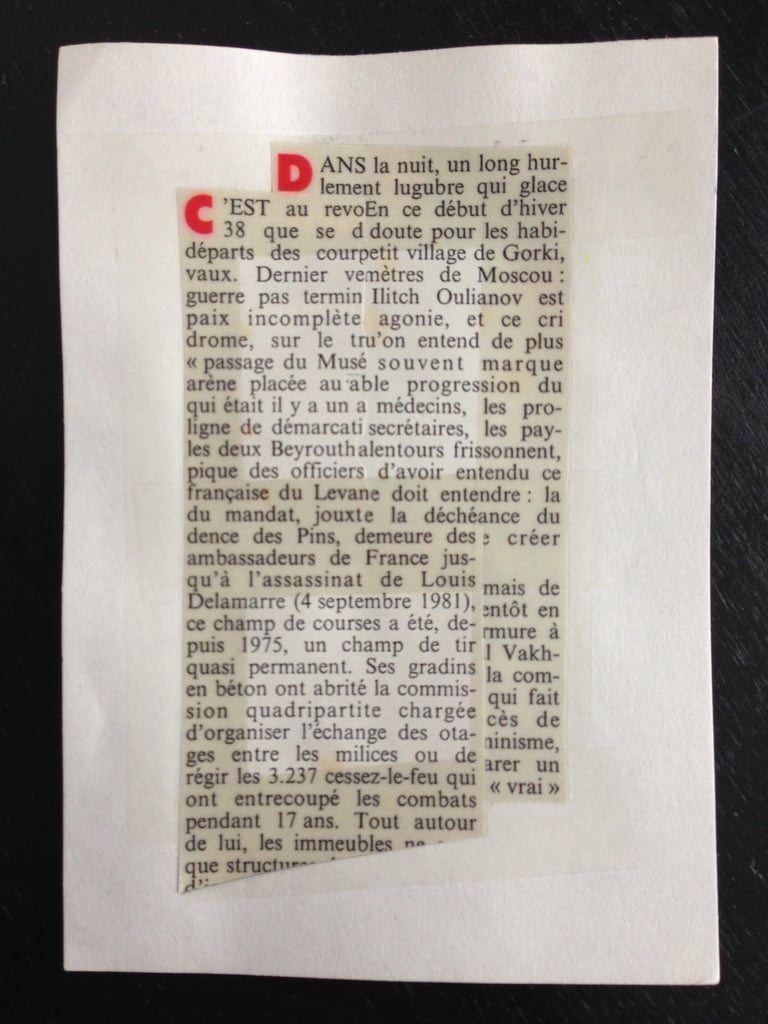 DANS la nuit, un long hur-
lement lugubre qui glace
C'EST au revoEn ce début d'hiver
38 que se d doute pour les habi-
départs des courpetit village de Gorki,
vaux. Dernier vemètres de Moscou :
guerre pas termin Ilitch Oulianov est
paix incomplète agonie, et ce cri
drome, sur le tru'on entend de plus
« passage du Musé souvent marque
arène placée au able progression du
qui était il y a un a médecins, les pro-
ligne de démarcati secrétaires, les pay-
les deux Beyrouthalentours frissonnent,
pique des officiers d'avoir entendu ce
française du Levane doit entendre : la
du mandat, jouxte la déchéance du
dence des Pins, demeure des e créer
ambassadeurs de France jus-
qu'à l'assassinat de Louis mais de
Delamarre (4 septembre 1981), entôt en
ce champ de courses a été, de- rmure à
puis 1975, un champ de tir l Vakh-
quasi permanent. Ses gradins la com-
en béton ont abrité la commis- qui fait
sion quadripartite chargée cès de
d'organiser l'échange des ota- ninisme,
ges entre les milices ou de arer un
régir les 3.237 cessez-le-feu qui « vrai »
ont entrecoupé les combats
pendant 17 ans. Tout autour
de lui, les immeubles ne
que structures